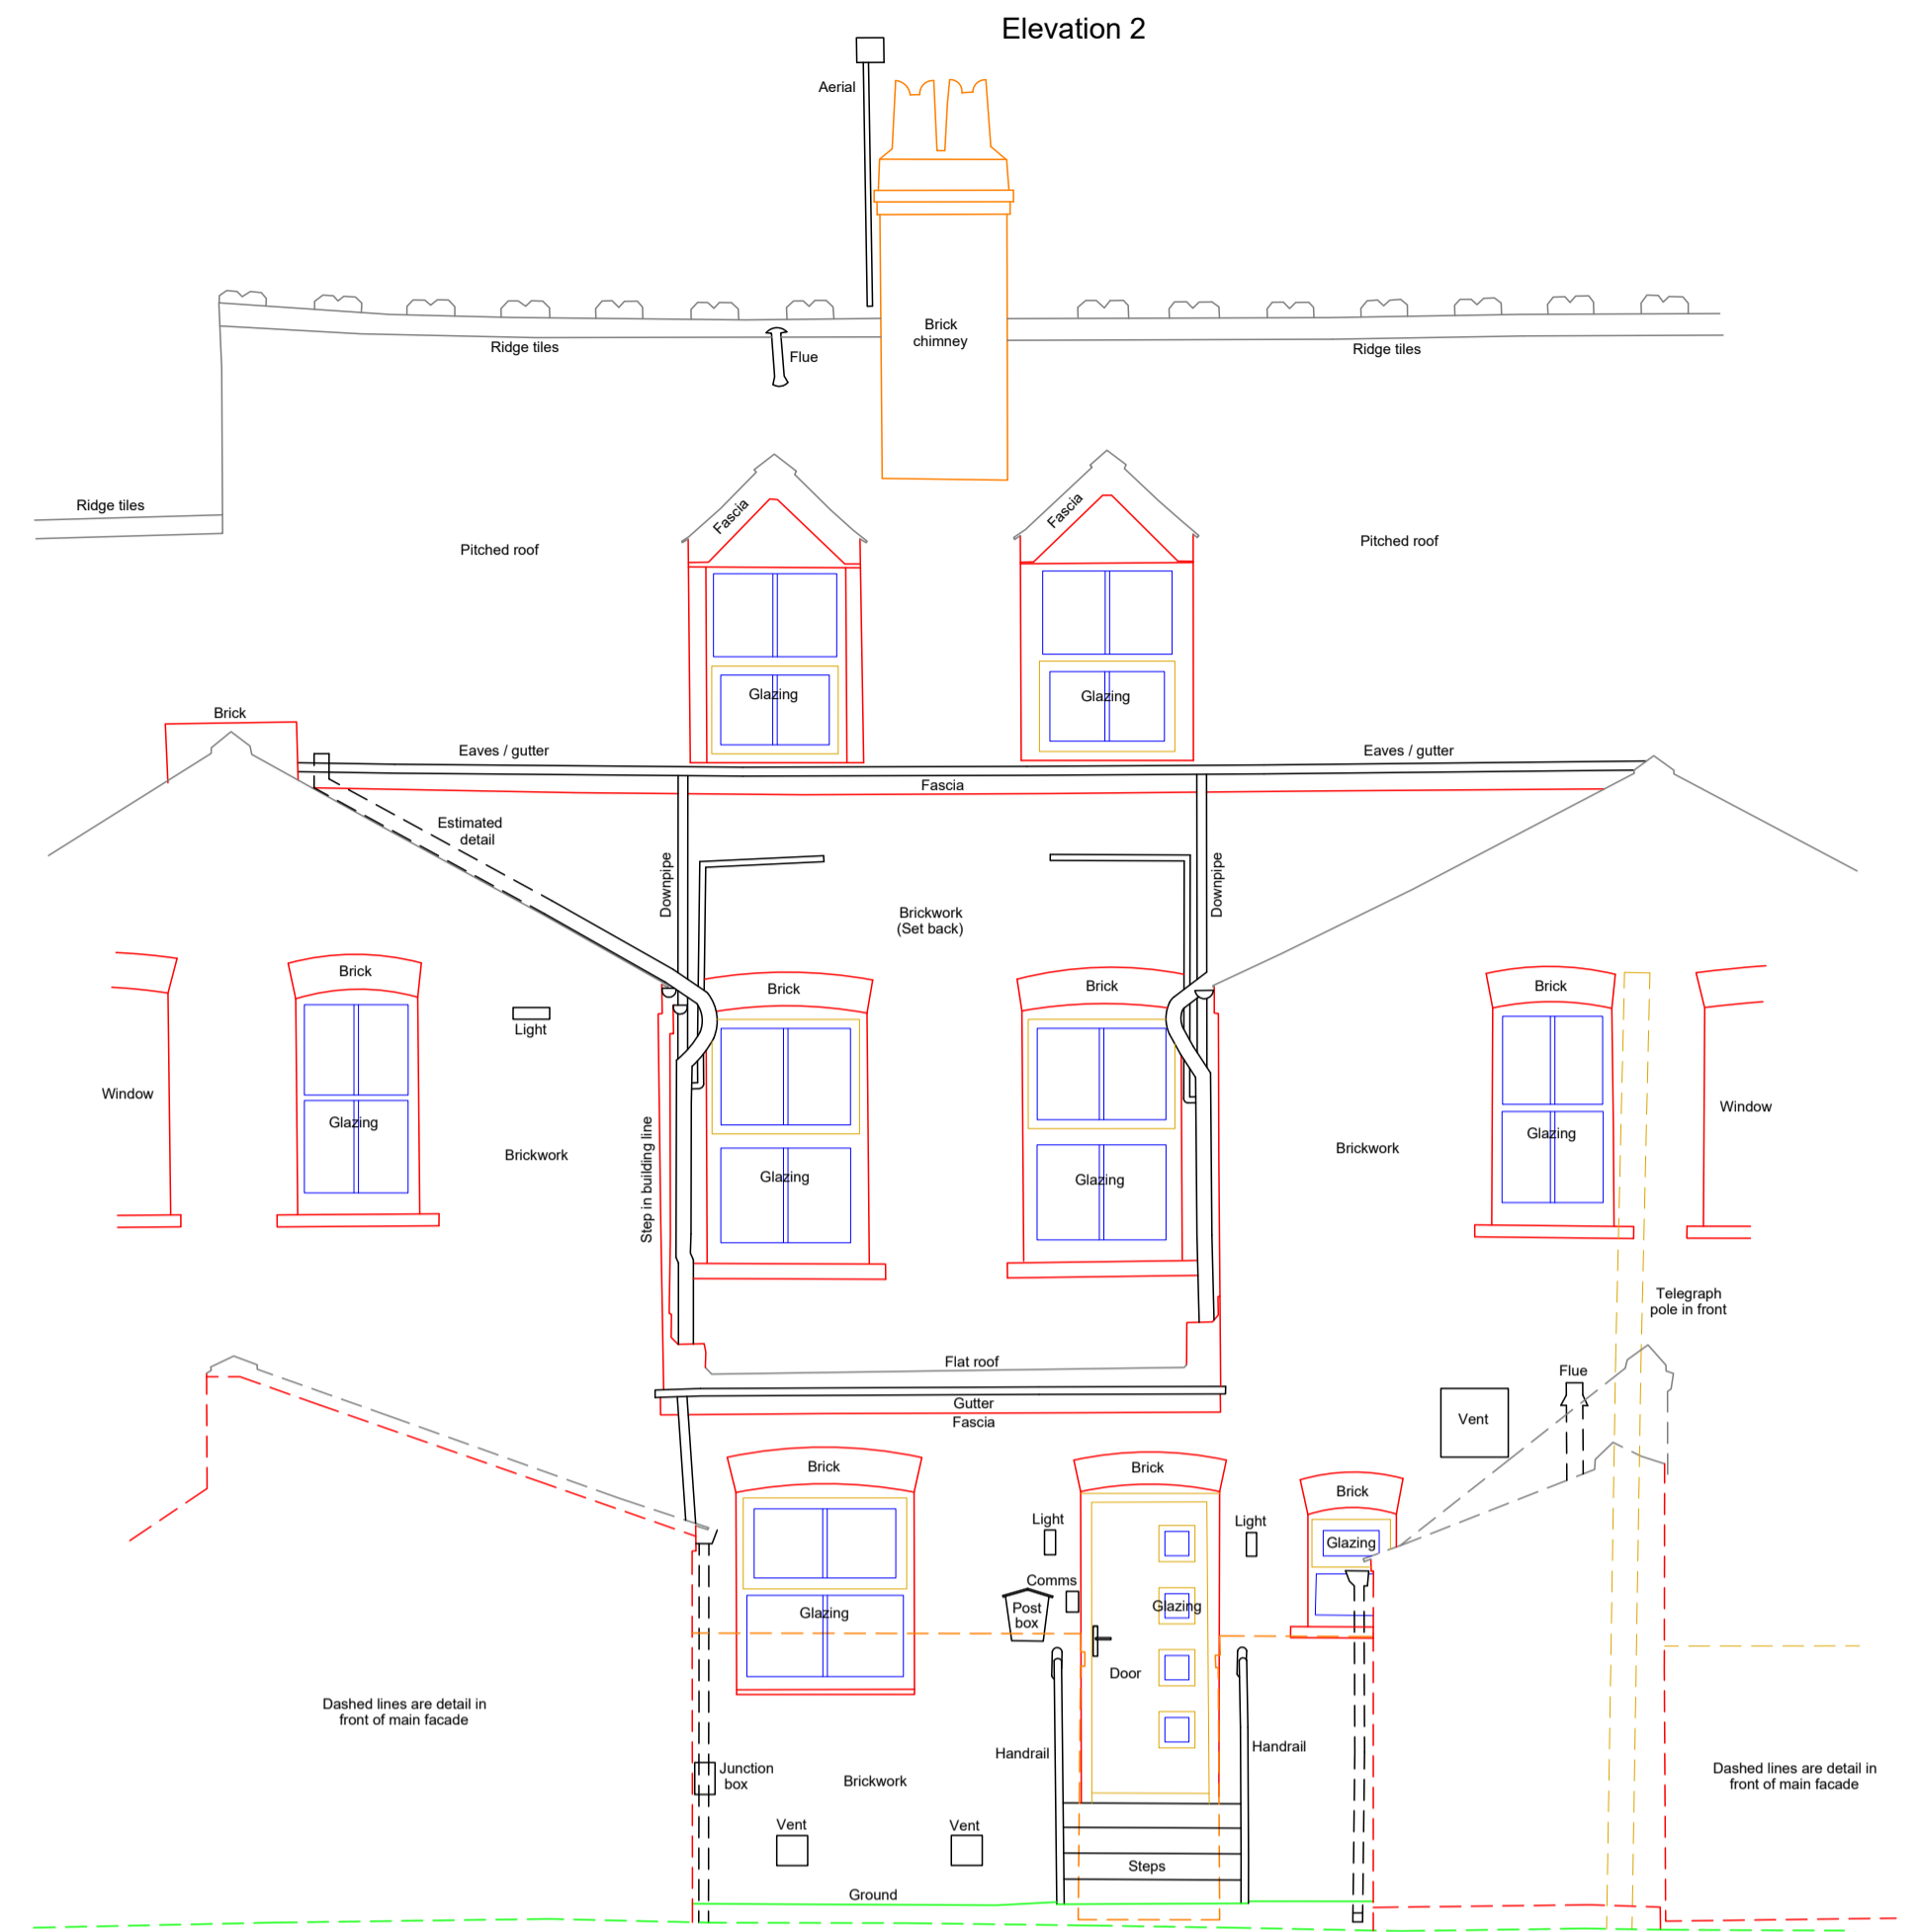 Elevation 2
Aerial
Brick
chimney
Ridge tiles
Flue
Ridge tiles
Ridge tiles
Fascia
Fascia
Pitched roof
Pitched roof
Glazing
Glazing
Brick
Eaves / gutter
Eaves / gutter
Fascia
Estimated
detail
Downpipe
Downpipe
Brickwork
(Set back)
Brick
Brick
Brick
Brick
Light
Window
Window
Glazing
Glazing
Brickwork
Step in building line
Glazing
Glazing
Brickwork
Telegraph
pole in front
Flat roof
Flue
Gutter
Fascia
Vent
Brick
Brick
Brick
Light
Light
Glazing
Comms
Post
box
Glazing
Glazing
Door
Dashed lines are detail in
front of main facade
Handrail
Handrail
Junction
box
Brickwork
Dashed lines are detail in
front of main facade
Vent
Vent
Steps
Ground